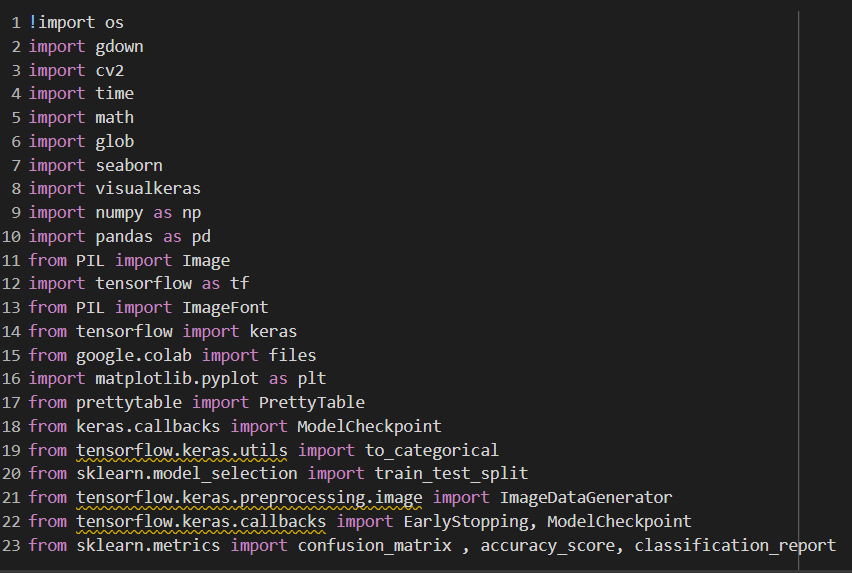 1 !import os
2 import gdown
3 import cv2
4 import time
5 import math
6 import glob
7 import seaborn
8 import visualkeras
9 import numpy as np
10 import pandas as pd
11 from PIL import Image
12 import tensorflow as tf
13 from PIL import ImageFont
14 from tensorflow import keras
15 from google.colab import files
16 import matplotlib.pyplot as plt
17 from prettytable import PrettyTable
18 from keras.callbacks import ModelCheckpoint
19 from tensorflow.keras.utils import to_categorical
20 from sklearn.model_selection import train_test_split
21 from tensorflow.keras.preprocessing.image import ImageDataGenerator
22 from tensorflow.keras.callbacks import EarlyStopping, ModelCheckpoint
23 from sklearn.metrics import confusion_matrix , accuracy_score, classification_report